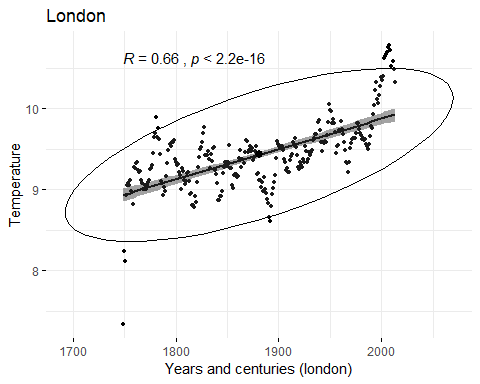 London
R = 0.66 , p < 2.2e-16
10
9
8
Temperature
1700 1800 1900 2000
Years and centuries (london)